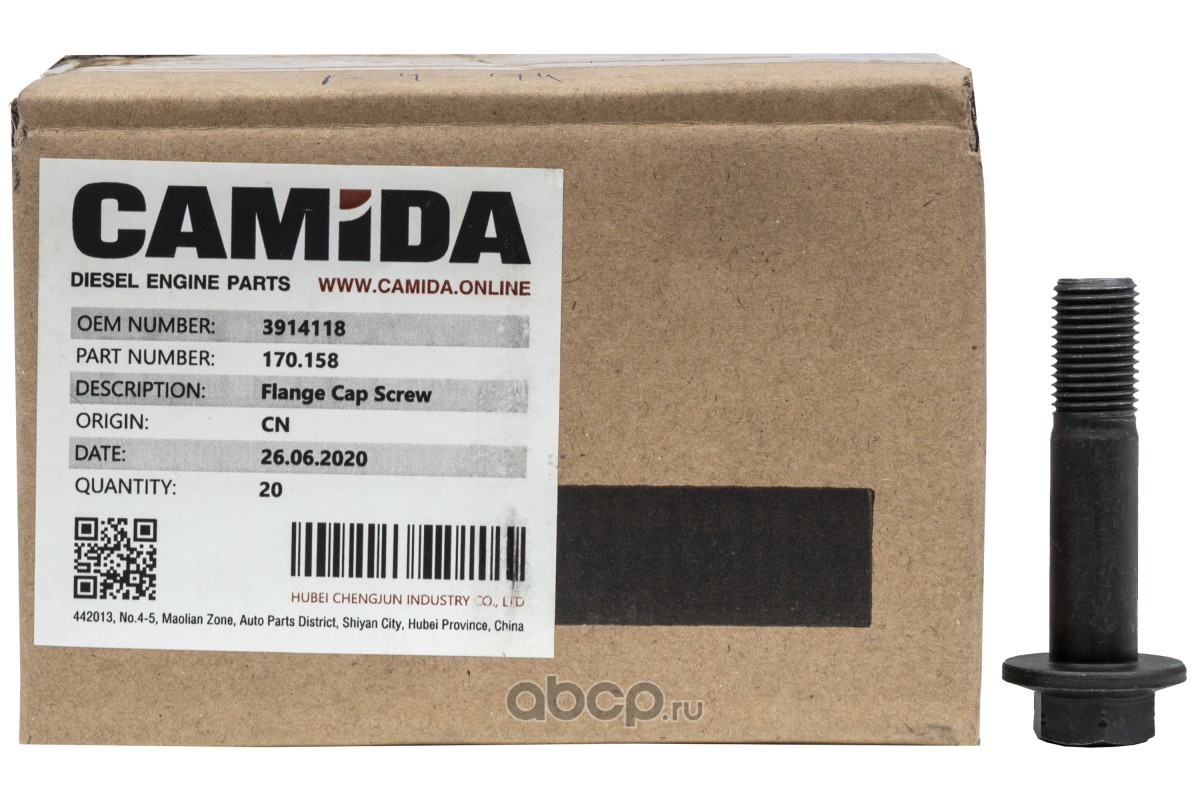 CAMiDA
DIESEL ENGINE PARTS WWW.CAMIDA.ONLINE
OEM NUMBER: 3914118
PART NUMBER: 170.158
DESCRIPTION: Flange Cap Screw
ORIGIN: CN
DATE: 26.06.2020
QUANTITY: 20
HUBEI CHENGJUN INDUSTRY CO., LTD
442013, No.4-5, Maolian Zone, Auto Parts District, Shiyan City, Hubei Province, China
abcp.ru